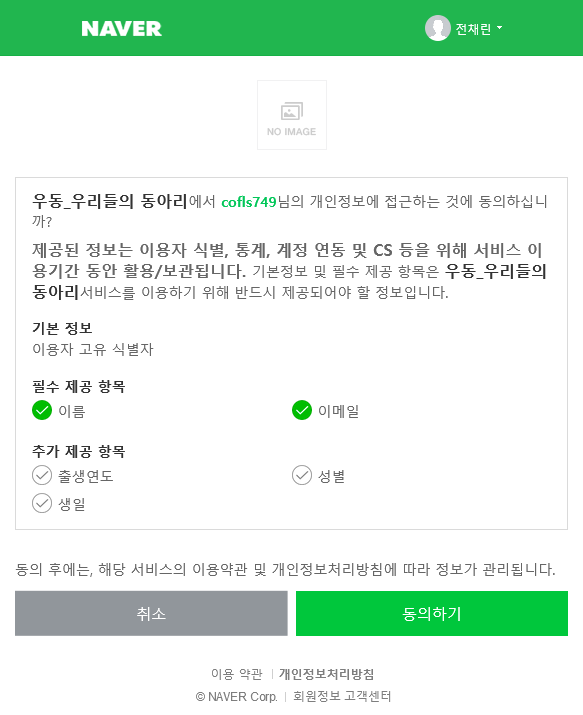 NAVER
전채린
NO IMAGE
우동_우리들의 동아리에서 cofls749님의 개인정보에 접근하는 것에 동의하십니
까?
제공된 정보는 이용자 식별, 통계, 계정 연동 및 CS 등을 위해 서비스 이
용기간 동안 활용/보관됩니다. 기본정보 및 필수 제공 항목은 우동_우리들의
동아리서비스를 이용하기 위해 반드시 제공되어야 할 정보입니다.
기본 정보
이용자 고유 식별자
필수 제공 항목
이름 이메일
추가 제공 항목
출생연도 성별
생일
동의 후에는, 해당 서비스의 이용약관 및 개인정보처리방침에 따라 정보가 관리됩니다.
취소 동의하기
이용 약관 | 개인정보처리방침
© NAVER Corp. | 회원정보 고객센터